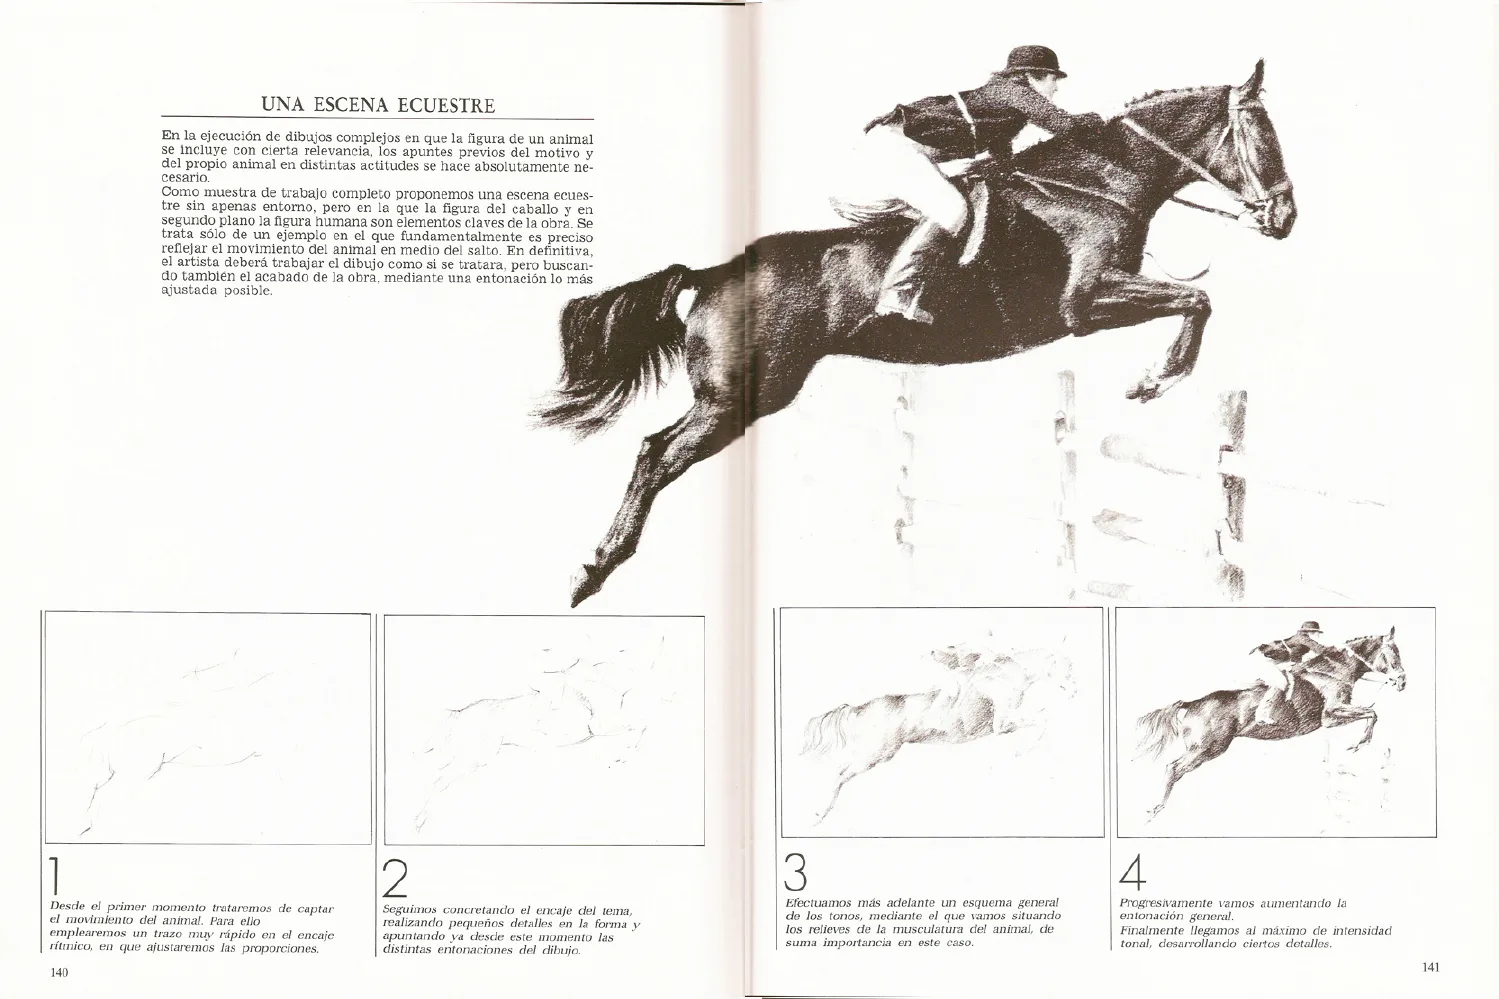 UNA ESCENA ECUESTRE
En la ejecución de dibujos complejos en que la figura de un animal
se incluye con cierta relevancia, los apuntes previos del motivo y
del propio animal en distintas actitudes se hace absolutamente ne-
cesario.
Como muestra de trabajo completo proponemos una escena ecues-
tre sin apenas entorno, pero en la que la figura del caballo y en
segundo plano la figura humana son elementos claves de la obra. Se
trata sólo de un ejemplo en el que fundamentalmente es preciso
reflejar el movimiento del animal en medio del salto. En definitiva,
el artista deberá trabajar el dibujo como si se tratara, pero buscan-
do también el acabado de la obra, mediante una entonación lo más
ajustada posible.
1
Desde el primer momento trataremos de captar
el movimiento del animal. Para ello
emplearemos un trazo muy rápido en el encaje
rítmico, en que ajustaremos las proporciones.
140
2
Seguimos concretando el encaje del tema,
realizando pequeños detalles en la forma y
apuntando ya desde este momento las
distintas entonaciones del dibujo.
3
Efectuamos más adelante un esquema general
de los tonos, mediante el que vamos situando
los relieves de la musculatura del animal, de
suma importancia en este caso.
4
Progresivamente vamos aumentando la
entonación general.
Finalmente llegamos al máximo de intensidad
tonal, desarrollando ciertos detalles.
141